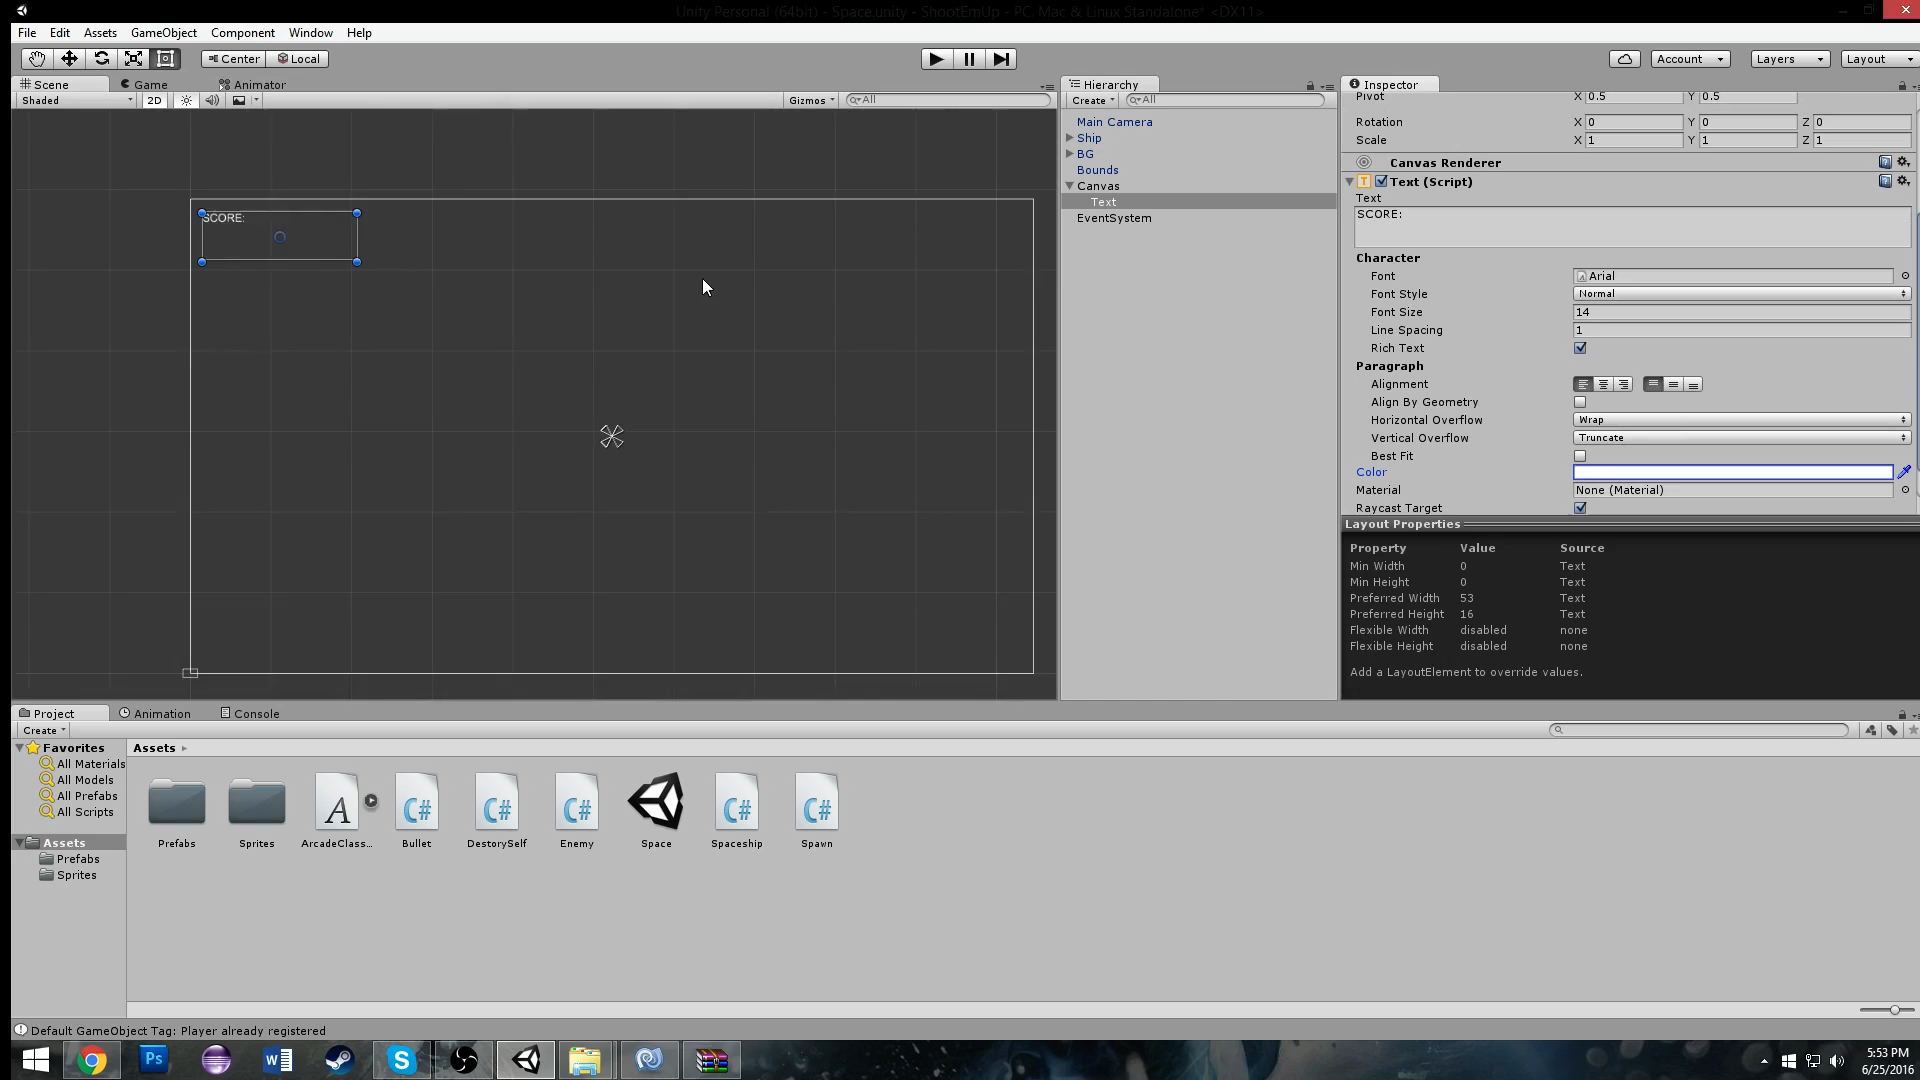 Unity Personal (64bit) - Space.unity - ShootEmUp - PC, Mac & Linux Standalone* <DX11>
File Edit Assets GameObject Component Window Help
Center Local Account Layers Layout
Scene Game Animator
Shaded 2D Gizmos All
SCORE:
Hierarchy
Create All
Main Camera
Ship
BG
Bounds
Canvas
Text
EventSystem
Inspector
Pivot X 0.5 Y 0.5
Rotation X 0 Y 0 Z 0
Scale X 1 Y 1 Z 1
Canvas Renderer
T Text (Script)
Text
SCORE:
Character
Font Arial
Font Style Normal
Font Size 14
Line Spacing 1
Rich Text
Paragraph
Alignment
Align By Geometry
Horizontal Overflow Wrap
Vertical Overflow Truncate
Best Fit
Color
Material None (Material)
Raycast Target
Layout Properties
Property Value Source
Min Width 0 Text
Min Height 0 Text
Preferred Width 53 Text
Preferred Height 16 Text
Flexible Width disabled none
Flexible Height disabled none
Add a LayoutElement to override values.
Project Animation Console
Create
Favorites
All Materials
All Models
All Prefabs
All Scripts
Assets
Prefabs
Sprites
Assets
A C# C# C# C# C#
Prefabs Sprites ArcadeClass... Bullet DestorySelf Enemy Space Spaceship Spawn
Default GameObject Tag: Player already registered
Ps W S
5:53 PM
6/25/2016